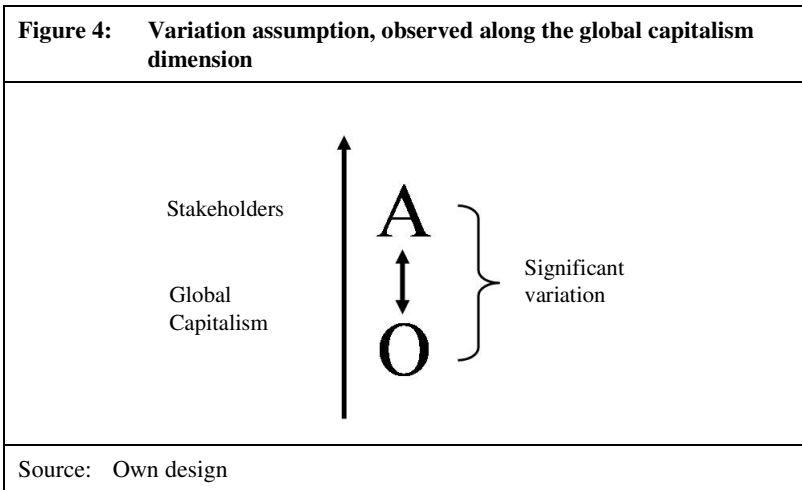 Figure 4: Variation assumption, observed along the global capitalism
dimension
Stakeholders
A
Global
Capitalism
Significant
variation
O
Source: Own design